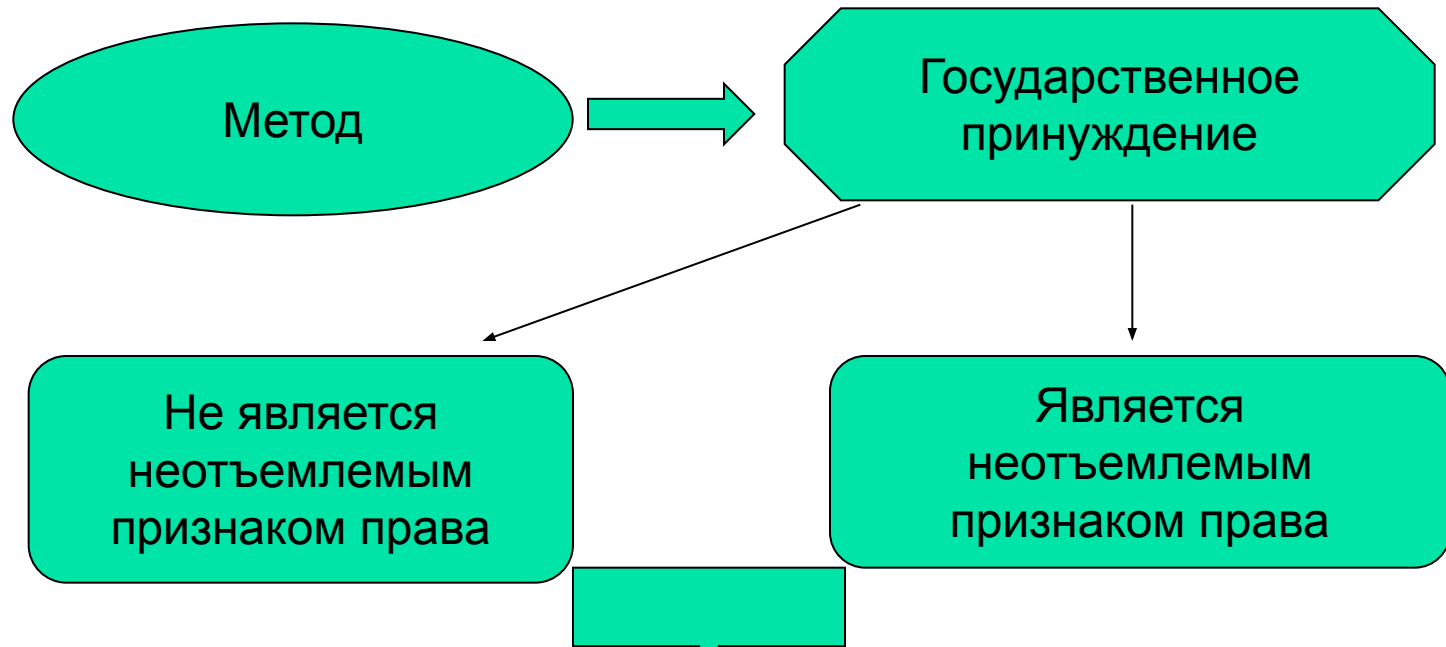 Метод
Государственное
принуждение
Не является
неотъемлемым
признаком права
Является
неотъемлемым
признаком права